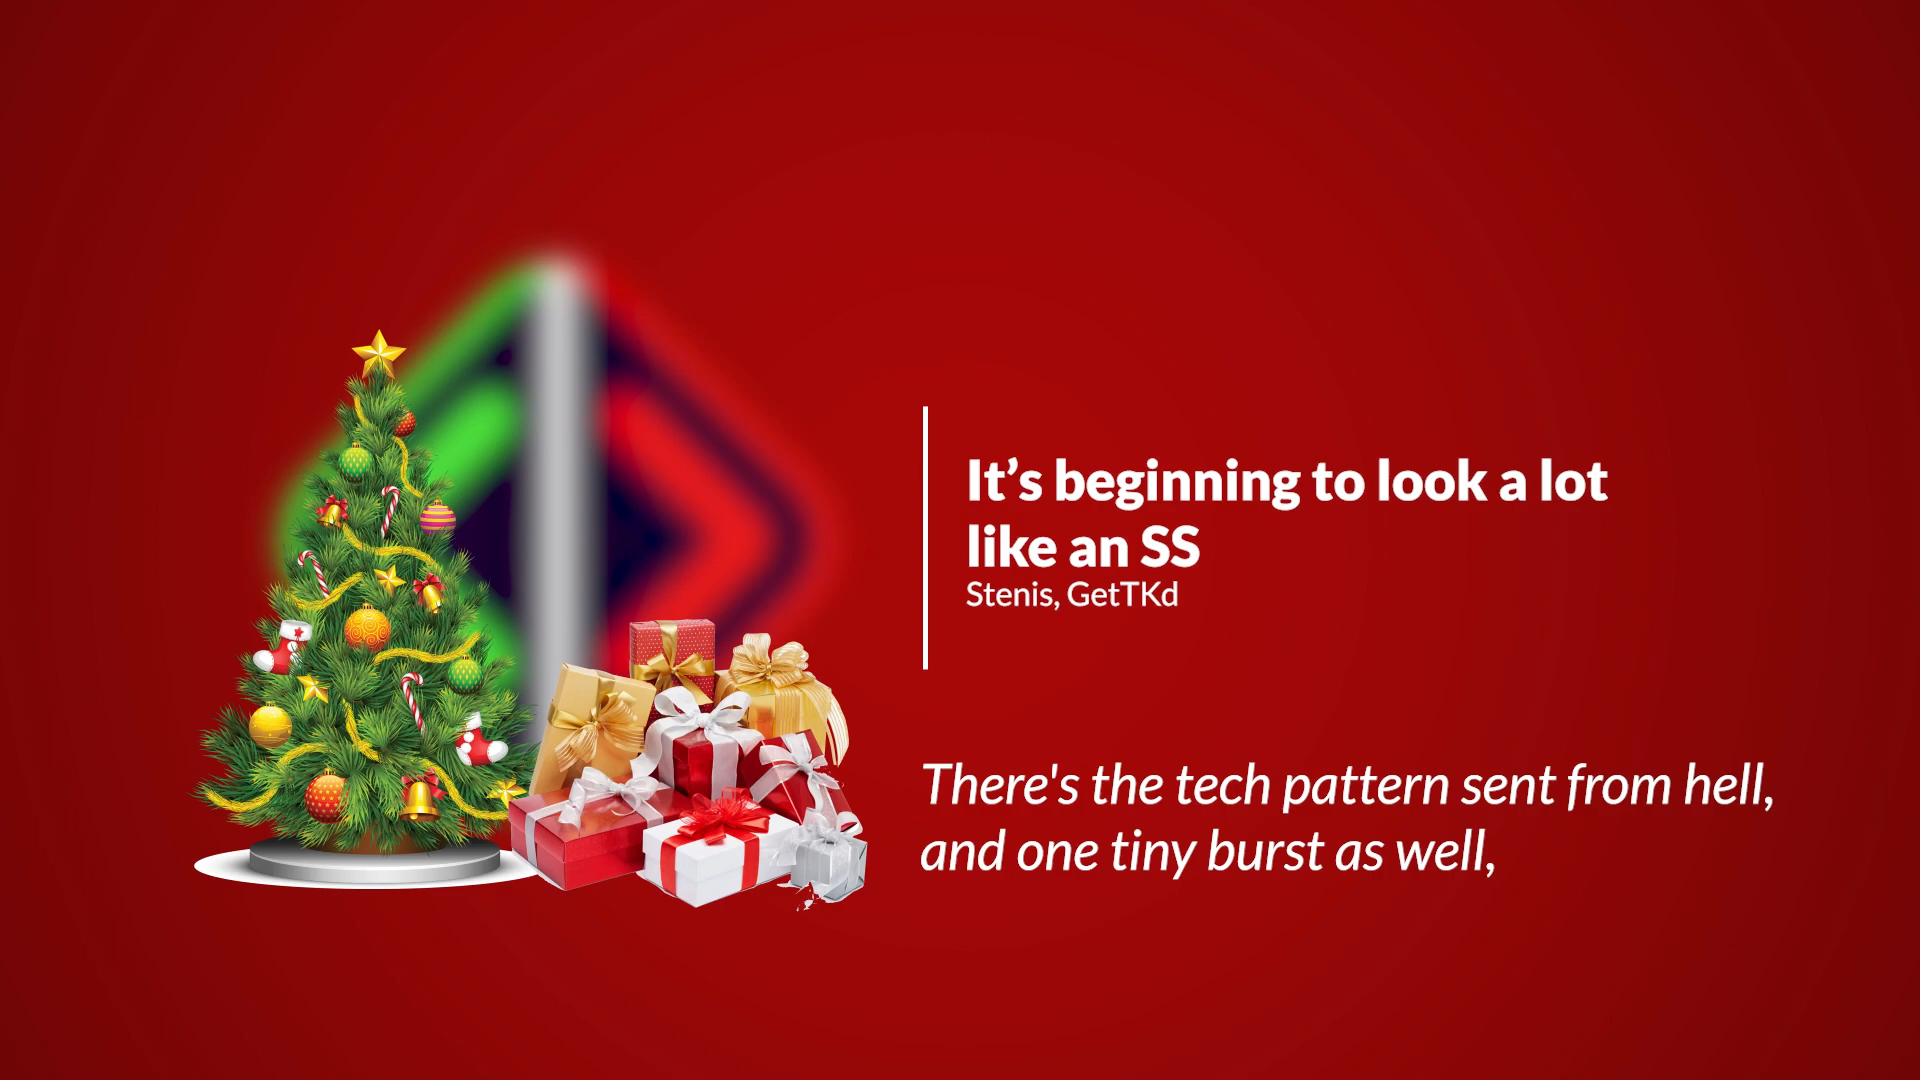 It’s beginning to look a lot
like an SS
Stenis, GetTKd
There's the tech pattern sent from hell,
and one tiny burst as well,